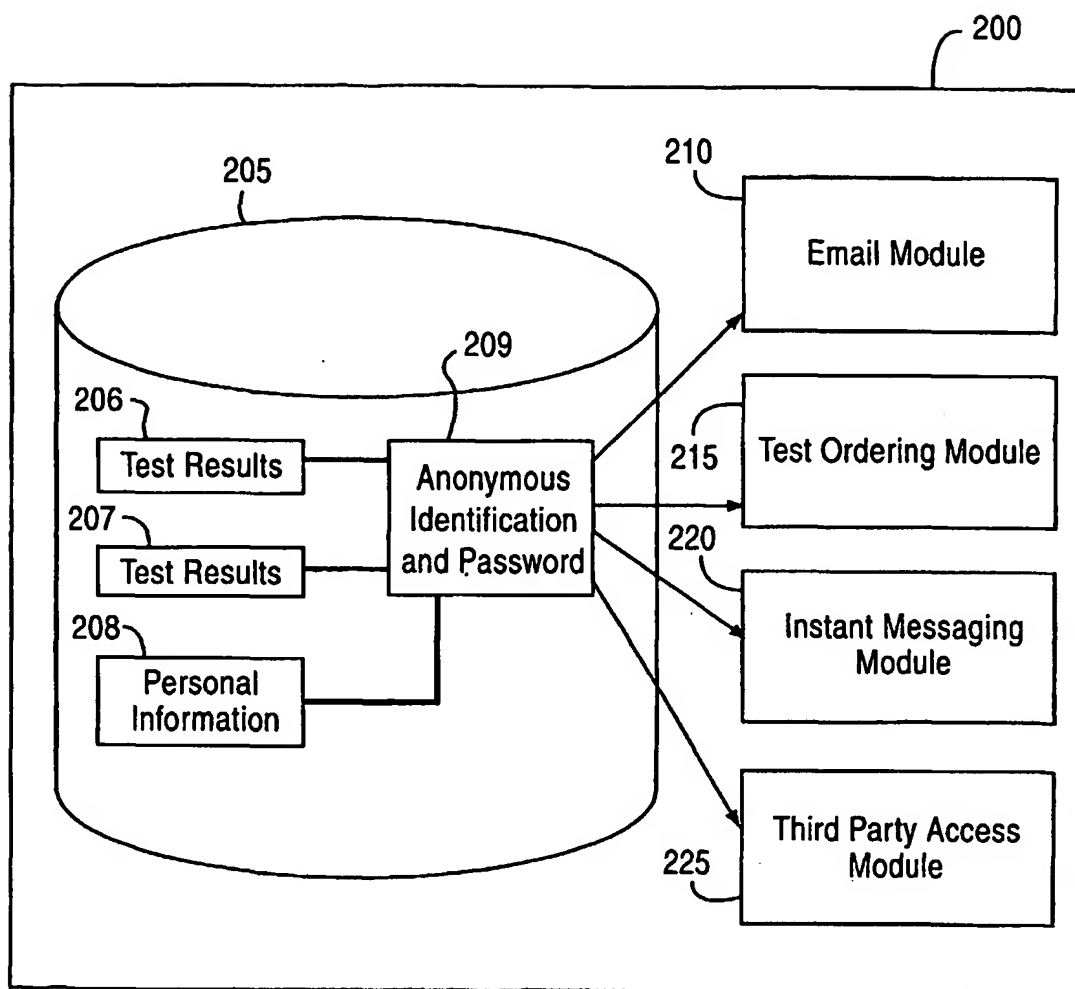 200
205
210
Email Module
209
206
Test Results
Anonymous
Identification
and Password
215
Test Ordering Module
207
Test Results
220
Instant Messaging
Module
208
Personal
Information
Third Party Access
Module
225